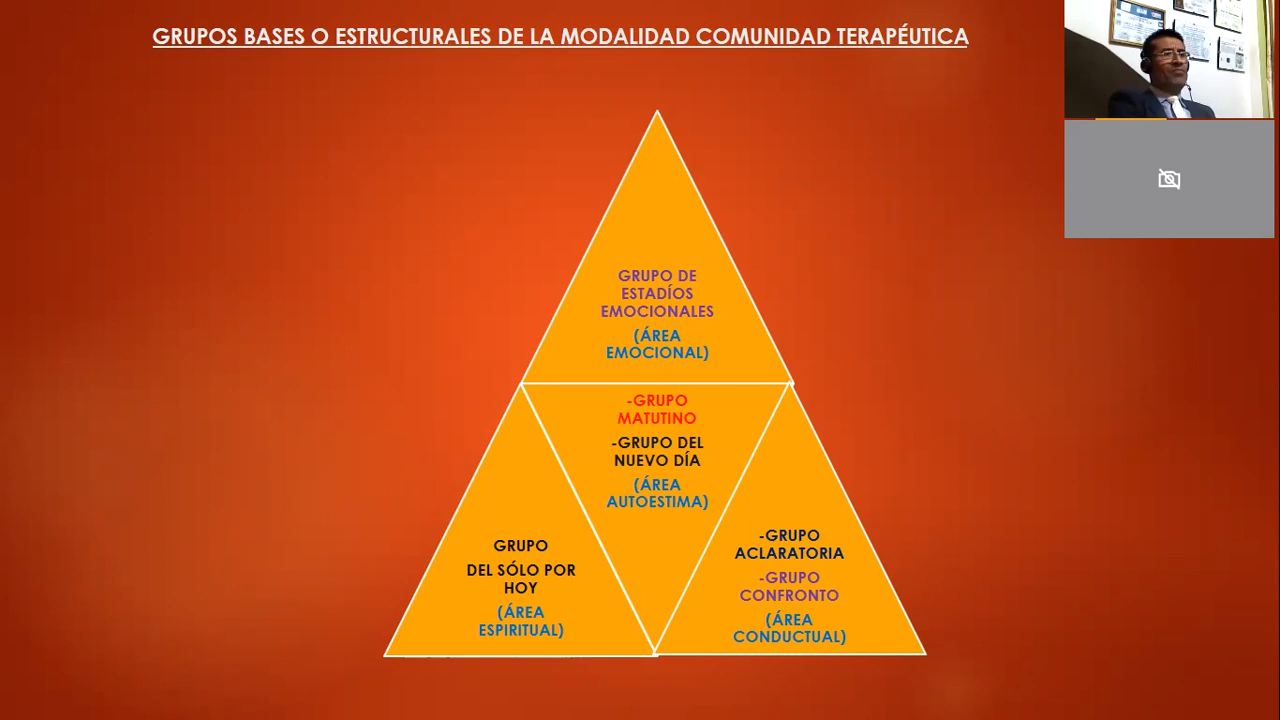 GRUPOS BASES O ESTRUCTURALES DE LA MODALIDAD COMUNIDAD TERAPÉUTICA
GRUPO DE
ESTADÍOS
EMOCIONALES
(ÁREA
EMOCIONAL)
-GRUPO
MATUTINO
-GRUPO DEL
NUEVO DÍA
(ÁREA
AUTOESTIMA)
GRUPO
DEL SÓLO POR
HOY
(ÁREA
ESPIRITUAL)
-GRUPO
ACLARATORIA
-GRUPO
CONFRONTO
(ÁREA
CONDUCTUAL)